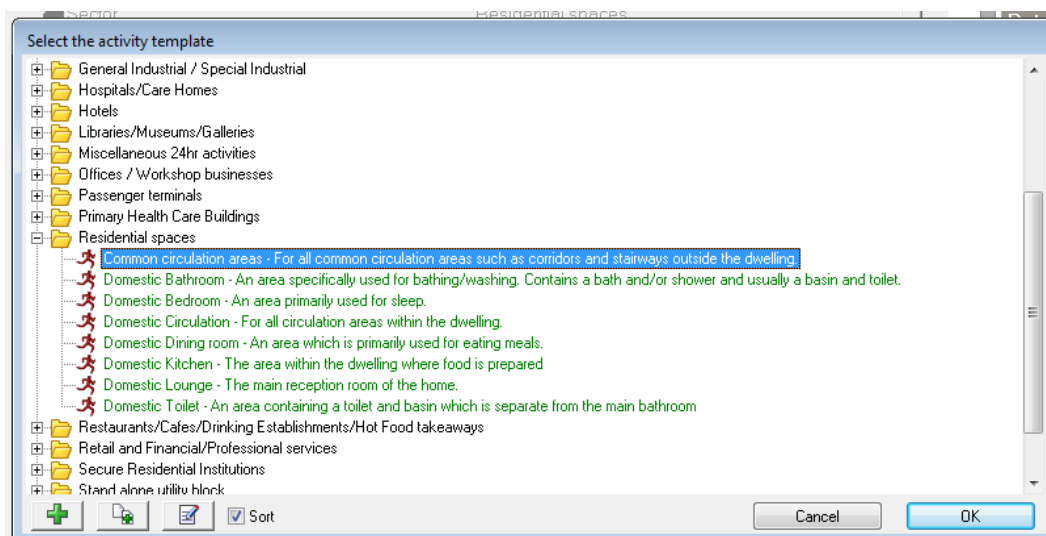 Sector Residential spaces
Select the activity template
General Industrial / Special Industrial
Hospitals/Care Homes
Hotels
Libraries/Museums/Galleries
Miscellaneous 24hr activities
Offices / Workshop businesses
Passenger terminals
Primary Health Care Buildings
Residential spaces
Common circulation areas - For all common circulation areas such as corridors and stairways outside the dwelling.
Domestic Bathroom - An area specifically used for bathing/washing. Contains a bath and/or shower and usually a basin and toilet.
Domestic Bedroom - An area primarily used for sleep.
Domestic Circulation - For all circulation areas within the dwelling.
Domestic Dining room - An area which is primarily used for eating meals.
Domestic Kitchen - The area within the dwelling where food is prepared
Domestic Lounge - The main reception room of the home.
Domestic Toilet - An area containing a toilet and basin which is separate from the main bathroom
Restaurants/Cafes/Drinking Establishments/Hot Food takeaways
Retail and Financial/Professional services
Secure Residential Institutions
Stand alone utility block
Sort Cancel OK